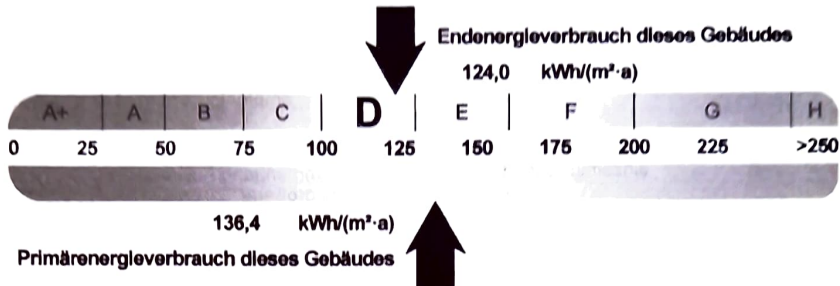 Endenergieverbrauch dieses Gebäudes
124,0 kWh/(m²·a)
A+ A B C D E F G H
0 25 50 75 100 125 150 175 200 225 >250
136,4 kWh/(m²·a)
Primärenergieverbrauch dieses Gebäudes